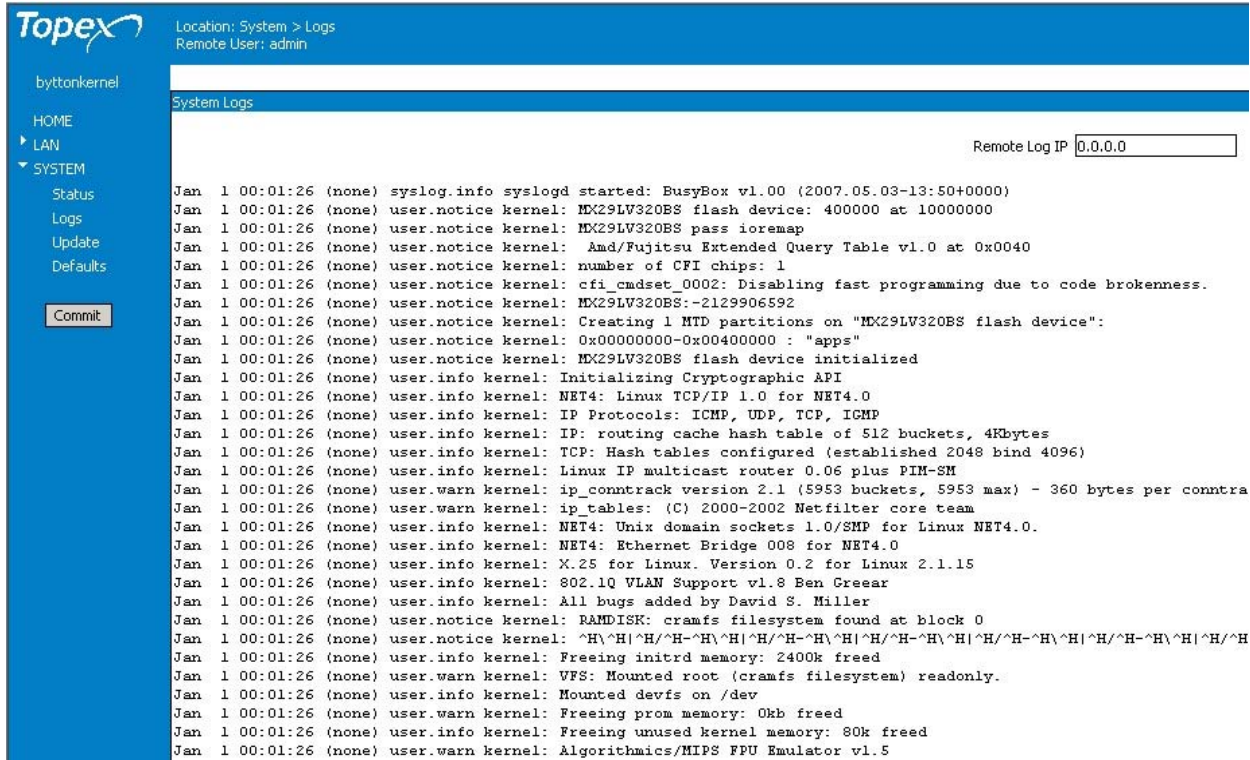 Topex
Location: System > Logs
Remote User: admin
byttonkernel
HOME
LAN
SYSTEM
Status
Logs
Update
Defaults
Commit
System Logs
Remote Log IP 0.0.0.0
Jan  1 00:01:26 (none) syslog.info syslogd started: BusyBox v1.00 (2007.05.03-13:50+0000)
Jan  1 00:01:26 (none) user.notice kernel: MX29LV320BS flash device: 400000 at 10000000
Jan  1 00:01:26 (none) user.notice kernel: MX29LV320BS pass ioremap
Jan  1 00:01:26 (none) user.notice kernel:  Amd/Fujitsu Extended Query Table v1.0 at 0x0040
Jan  1 00:01:26 (none) user.notice kernel: number of CFI chips: 1
Jan  1 00:01:26 (none) user.notice kernel: cfi_cmdset_0002: Disabling fast programming due to code brokenness.
Jan  1 00:01:26 (none) user.notice kernel: MX29LV320BS:-2129906592
Jan  1 00:01:26 (none) user.notice kernel: Creating 1 MTD partitions on "MX29LV320BS flash device":
Jan  1 00:01:26 (none) user.notice kernel: 0x00000000-0x00400000 : "apps"
Jan  1 00:01:26 (none) user.notice kernel: MX29LV320BS flash device initialized
Jan  1 00:01:26 (none) user.info kernel: Initializing Cryptographic API
Jan  1 00:01:26 (none) user.info kernel: NET4: Linux TCP/IP 1.0 for NET4.0
Jan  1 00:01:26 (none) user.info kernel: IP Protocols: ICMP, UDP, TCP, IGMP
Jan  1 00:01:26 (none) user.info kernel: IP: routing cache hash table of 512 buckets, 4Kbytes
Jan  1 00:01:26 (none) user.info kernel: TCP: Hash tables configured (established 2048 bind 4096)
Jan  1 00:01:26 (none) user.info kernel: Linux IP multicast router 0.06 plus PIM-SM
Jan  1 00:01:26 (none) user.warn kernel: ip_conntrack version 2.1 (5953 buckets, 5953 max) - 360 bytes per conntra
Jan  1 00:01:26 (none) user.warn kernel: ip_tables: (C) 2000-2002 Netfilter core team
Jan  1 00:01:26 (none) user.info kernel: NET4: Unix domain sockets 1.0/SMP for Linux NET4.0.
Jan  1 00:01:26 (none) user.info kernel: NET4: Ethernet Bridge 008 for NET4.0
Jan  1 00:01:26 (none) user.info kernel: X.25 for Linux. Version 0.2 for Linux 2.1.15
Jan  1 00:01:26 (none) user.info kernel: 802.1Q VLAN Support v1.8 Ben Greear
Jan  1 00:01:26 (none) user.info kernel: All bugs added by David S. Miller
Jan  1 00:01:26 (none) user.notice kernel: RAMDISK: cramfs filesystem found at block 0
Jan  1 00:01:26 (none) user.notice kernel: ^H\^H|^H/^H-^H\^H|^H/^H-^H\^H|^H/^H-^H\^H|^H/^H-^H\^H|^H/^H-^H\^H|^H/^H
Jan  1 00:01:26 (none) user.info kernel: Freeing initrd memory: 2400k freed
Jan  1 00:01:26 (none) user.warn kernel: VFS: Mounted root (cramfs filesystem) readonly.
Jan  1 00:01:26 (none) user.info kernel: Mounted devfs on /dev
Jan  1 00:01:26 (none) user.warn kernel: Freeing prom memory: 0kb freed
Jan  1 00:01:26 (none) user.info kernel: Freeing unused kernel memory: 80k freed
Jan  1 00:01:26 (none) user.warn kernel: Algorithmics/MIPS FPU Emulator v1.5